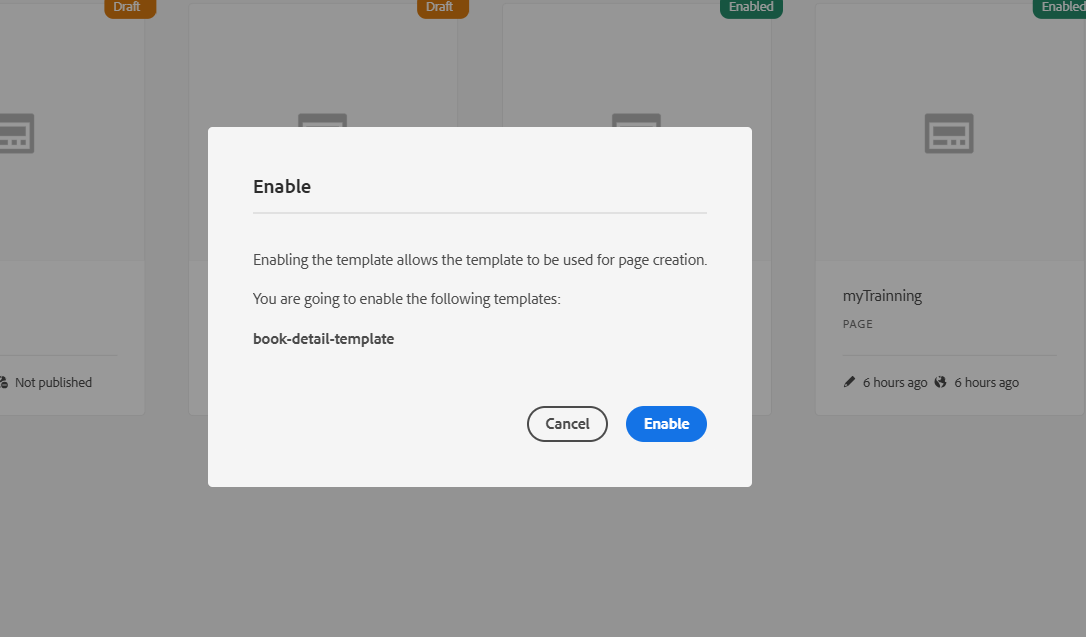 Draft
Draft
Enabled
Enabled
Enable
Enabling the template allows the template to be used for page creation.
You are going to enable the following templates:
book-detail-template
Cancel
Enable
myTrainning
PAGE
Not published
6 hours ago
6 hours ago